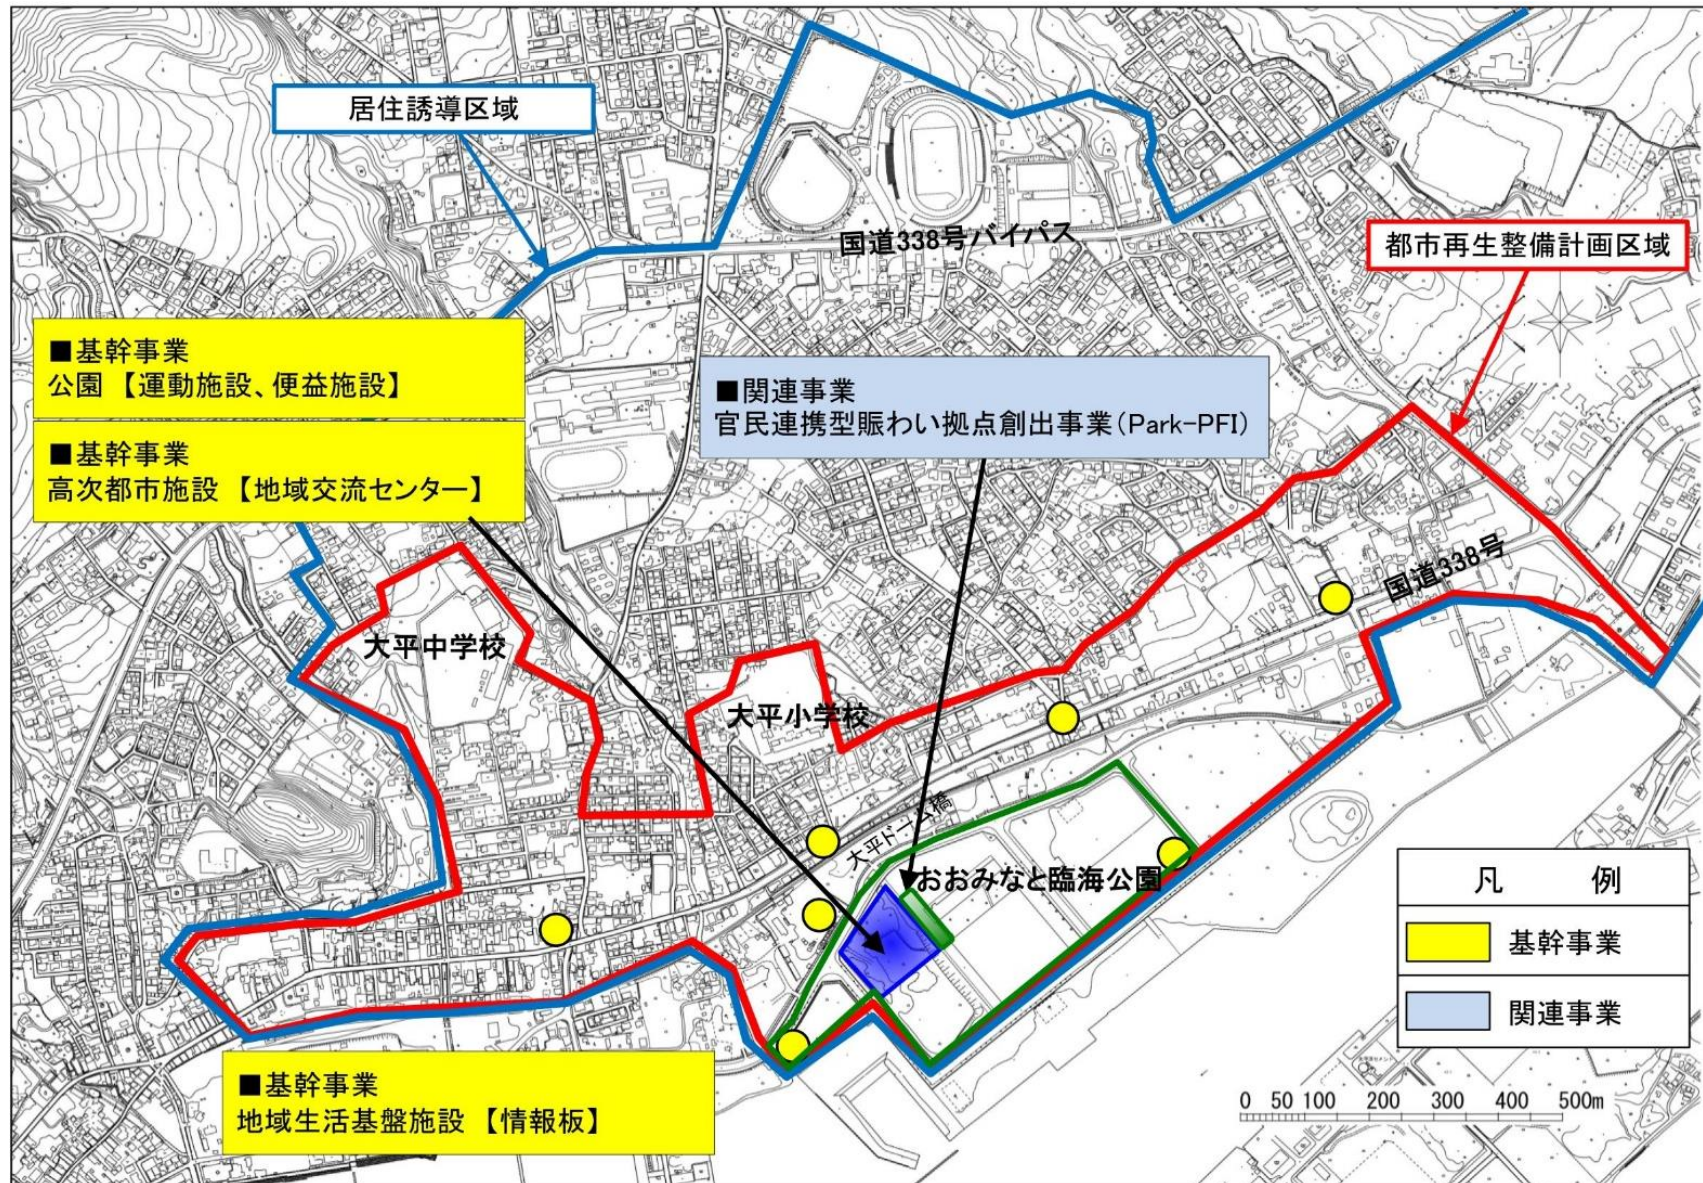 居住誘導区域
国道338号バイパス
都市再生整備計画区域
■基幹事業
公園 【運動施設、便益施設】
■関連事業
官民連携型賑わい拠点創出事業(Park-PFI)
■基幹事業
高次都市施設 【地域交流センター】
国道338号
大平中学校
大平小学校
大平ドーム橋
おおみなと臨海公園
凡 例
基幹事業
関連事業
■基幹事業
地域生活基盤施設 【情報板】
0 50 100 200 300 400 500m